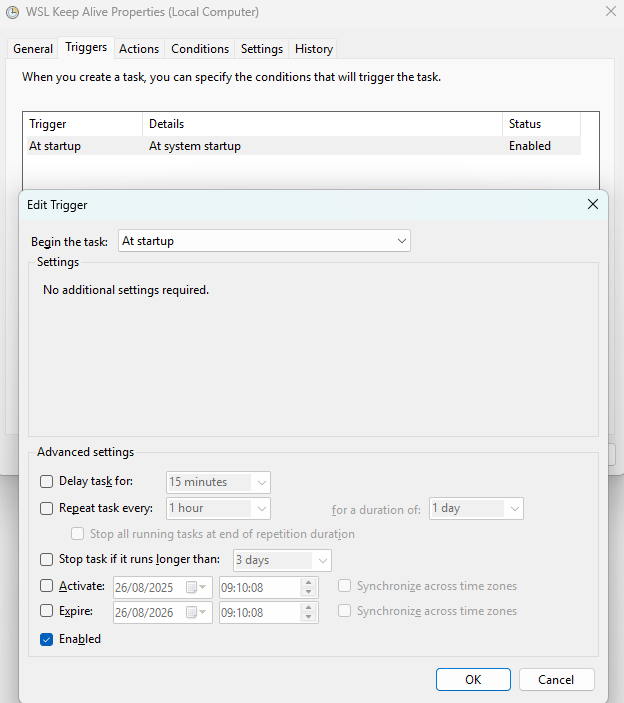 WSL Keep Alive Properties (Local Computer)
General Triggers Actions Conditions Settings History
When you create a task, you can specify the conditions that will trigger the task.
Trigger Details Status
At startup At system startup Enabled
Edit Trigger
Begin the task: At startup
Settings
No additional settings required.
Advanced settings
Delay task for: 15 minutes
Repeat task every: 1 hour for a duration of: 1 day
Stop all running tasks at end of repetition duration
Stop task if it runs longer than: 3 days
Activate: 26/08/2025 09:10:08 Synchronize across time zones
Expire: 26/08/2026 09:10:08 Synchronize across time zones
Enabled
OK Cancel